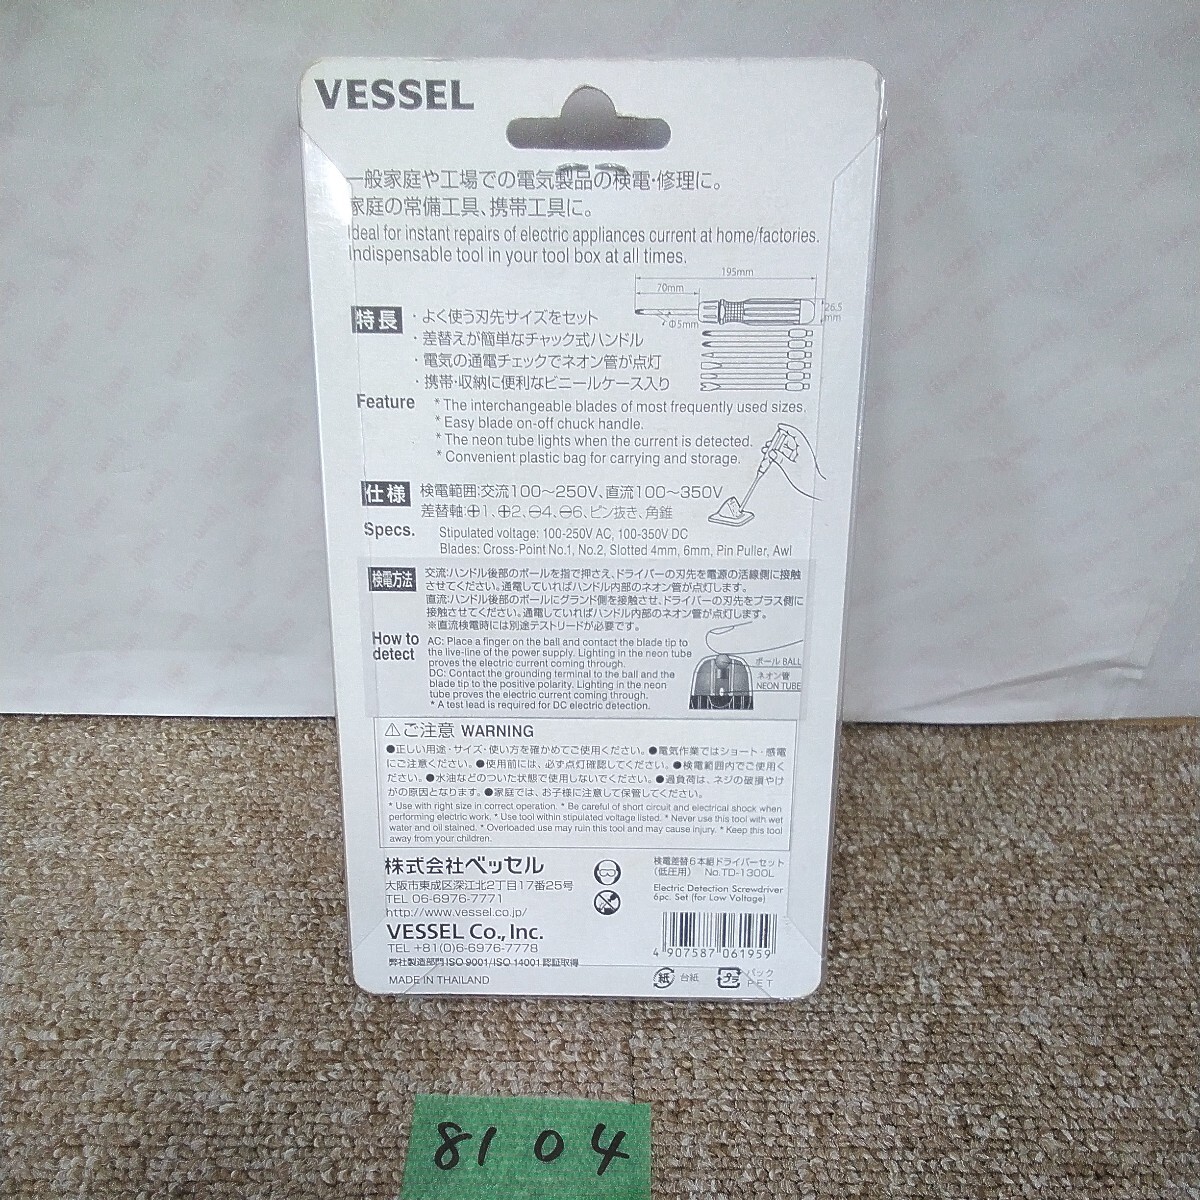 VESSEL
一般家庭や工場での電気製品の検電・修理に。
家庭の常備工具、携帯工具に。
Ideal for instant repairs of electric appliances current at home/factories.
Indispensable tool in your tool box at all times.
195mm
70mm
26.5
mm
Φ5mm
特長
・よく使う刃先サイズをセット
・差替えが簡単なチャック式ハンドル
・電気の通電チェックでネオン管が点灯
・携帯・収納に便利なビニールケース入り
Feature
* The interchangeable blades of most frequently used sizes.
* Easy blade on-off chuck handle.
* The neon tube lights when the current is detected.
* Convenient plastic bag for carrying and storage.
仕様
検電範囲:交流100〜250V、直流100〜350V
差替軸:⊕1、⊕2、⊖4、⊖6、ピン抜き、角錐
Specs.
Stipulated voltage: 100-250V AC, 100-350V DC
Blades: Cross-Point No.1, No.2, Slotted 4mm, 6mm, Pin Puller, Awl
検電方法
交流:ハンドル後部のボールを指で押さえ、ドライバーの刃先を電源の活線側に接触
させてください。通電していればハンドル内部のネオン管が点灯します。
直流:ハンドル後部のボールにグランド側を接触させ、ドライバーの刃先をプラス側に
接触させてください。通電していればハンドル内部のネオン管が点灯します。
※直流検電時には別途テストリードが必要です。
How to
detect
AC: Place a finger on the ball and contact the blade tip to
the live-line of the power supply. Lighting in the neon tube
proves the electric current coming through.
DC: Contact the grounding terminal to the ball and the
blade tip to the positive polarity. Lighting in the neon
tube proves the electric current coming through.
* A test lead is required for DC electric detection.
ボール BALL
ネオン管
NEON TUBE
⚠ご注意 WARNING
●正しい用途・サイズ・使い方を確かめてご使用ください。●電気作業ではショート・感電
にご注意ください。●使用前には、必ず点灯確認してください。●検電範囲内でご使用く
ださい。●水油などのついた状態で使用しないでください。●過負荷は、ネジの破損やけ
がの原因となります。●家庭では、お子様に注意して保管してください。
* Use with right size in correct operation. * Be careful of short circuit and electrical shock when
performing electric work. * Use tool within stipulated voltage listed. * Never use this tool with wet
water and oil stained. * Overloaded use may ruin this tool and may cause injury. * Keep this tool
away from your children.
株式会社ベッセル
大阪市東成区深江北2丁目17番25号
TEL 06-6976-7771
http://www.vessel.co.jp/
VESSEL Co., Inc.
TEL +81(0)6-6976-7778
弊社製造部門ISO 9001/ISO 14001 認証取得
MADE IN THAILAND
検電差替6本組ドライバーセット
(低圧用) No.TD-1300L
Electric Detection Screwdriver
6pc. Set (for Low Voltage)
4 907587 061959
紙 台紙
プラ パック
PET
8104